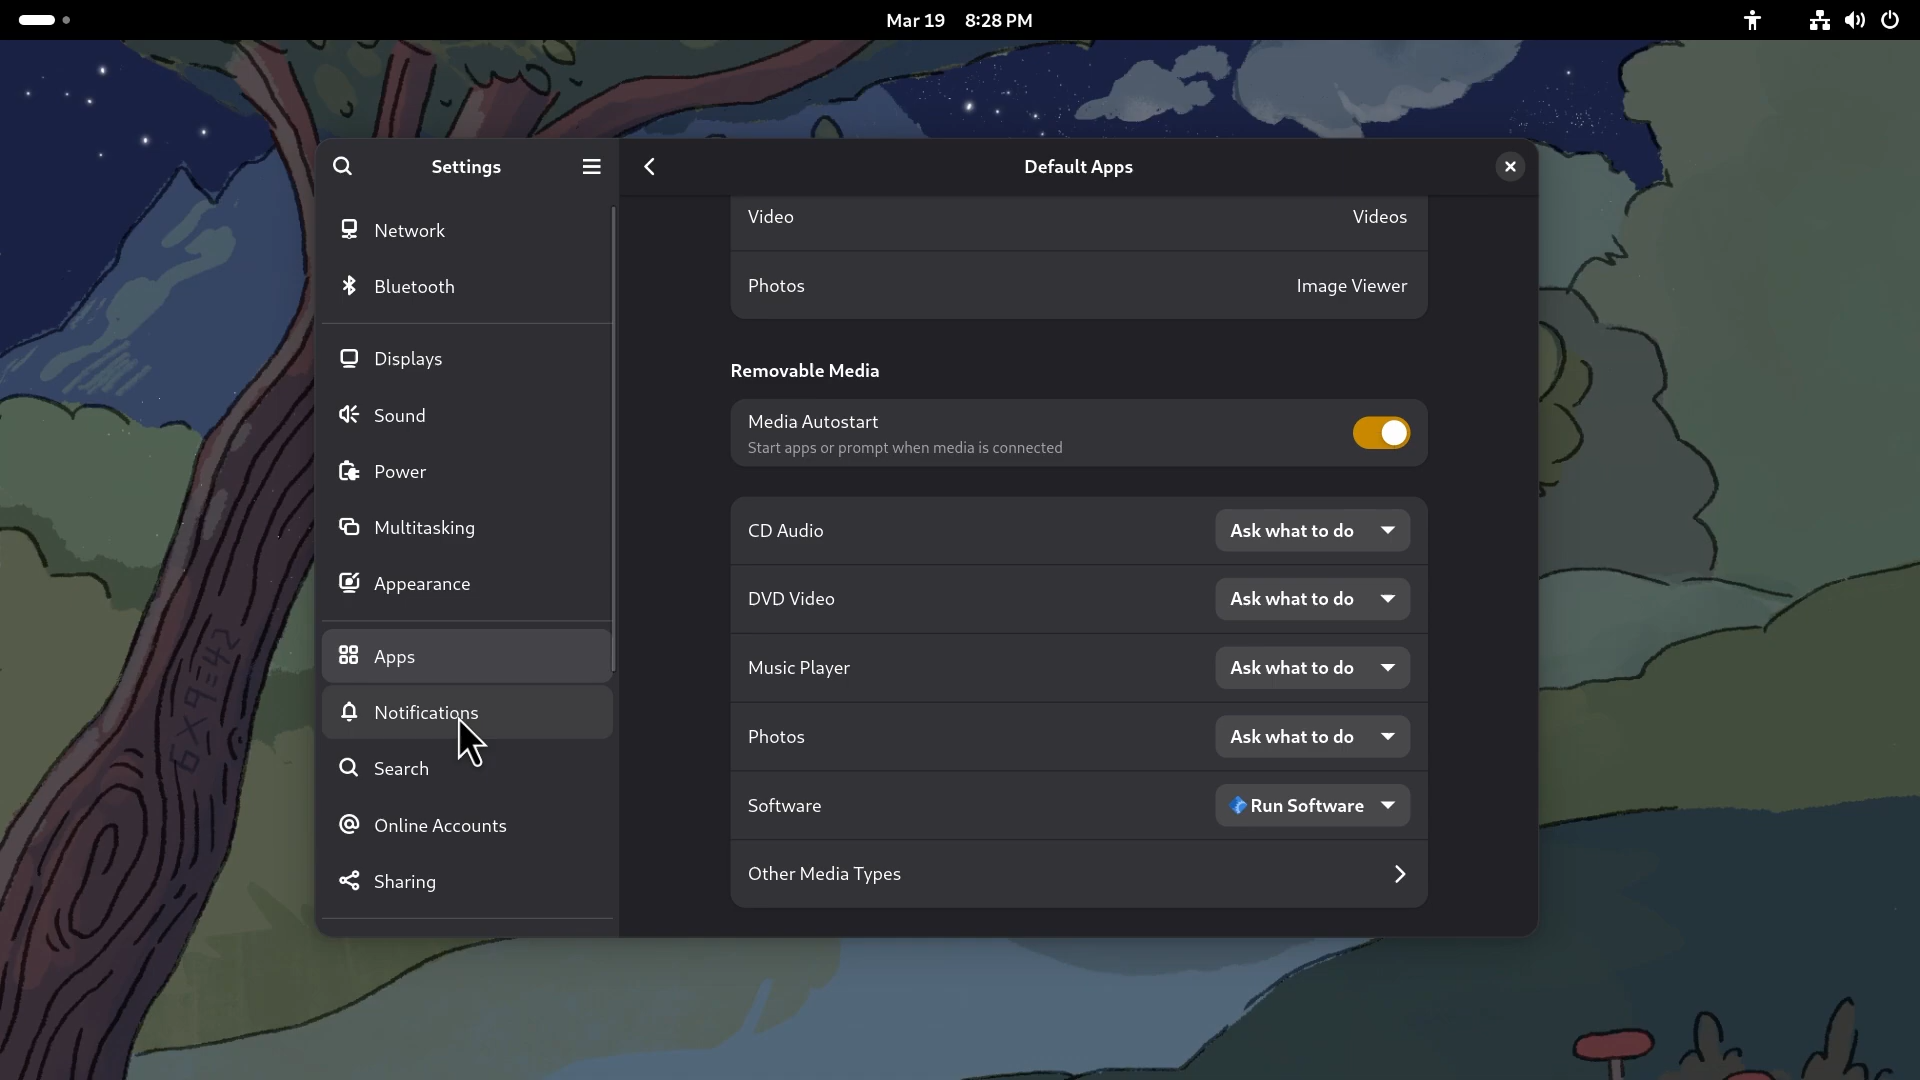 Mar 19 8:28 PM
Settings
Default Apps
Network
Bluetooth
Displays
Sound
Power
Multitasking
Appearance
Apps
Notifications
Search
Online Accounts
Sharing
Video Videos
Photos Image Viewer
Removable Media
Media Autostart
Start apps or prompt when media is connected
CD Audio Ask what to do
DVD Video Ask what to do
Music Player Ask what to do
Photos Ask what to do
Software Run Software
Other Media Types
6×9=42